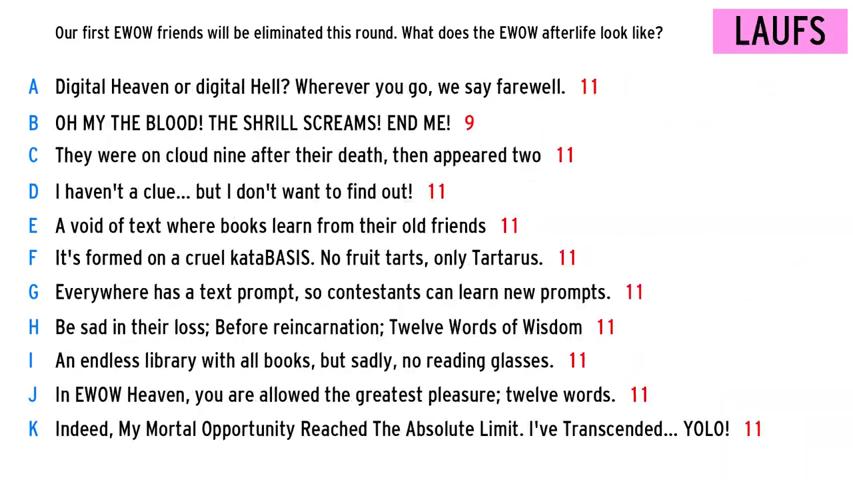 Our first EWOW friends will be eliminated this round. What does the EWOW afterlife look like?
LAUFS
A Digital Heaven or digital Hell? Wherever you go, we say farewell. 11
B OH MY THE BLOOD! THE SHRILL SCREAMS! END ME! 9
C They were on cloud nine after their death, then appeared two 11
D I haven't a clue... but I don't want to find out! 11
E A void of text where books learn from their old friends 11
F It's formed on a cruel kataBASIS. No fruit tarts, only Tartarus. 11
G Everywhere has a text prompt, so contestants can learn new prompts. 11
H Be sad in their loss; Before reincarnation; Twelve Words of Wisdom 11
I An endless library with all books, but sadly, no reading glasses. 11
J In EWOW Heaven, you are allowed the greatest pleasure; twelve words. 11
K Indeed, My Mortal Opportunity Reached The Absolute Limit. I've Transcended... YOLO! 11